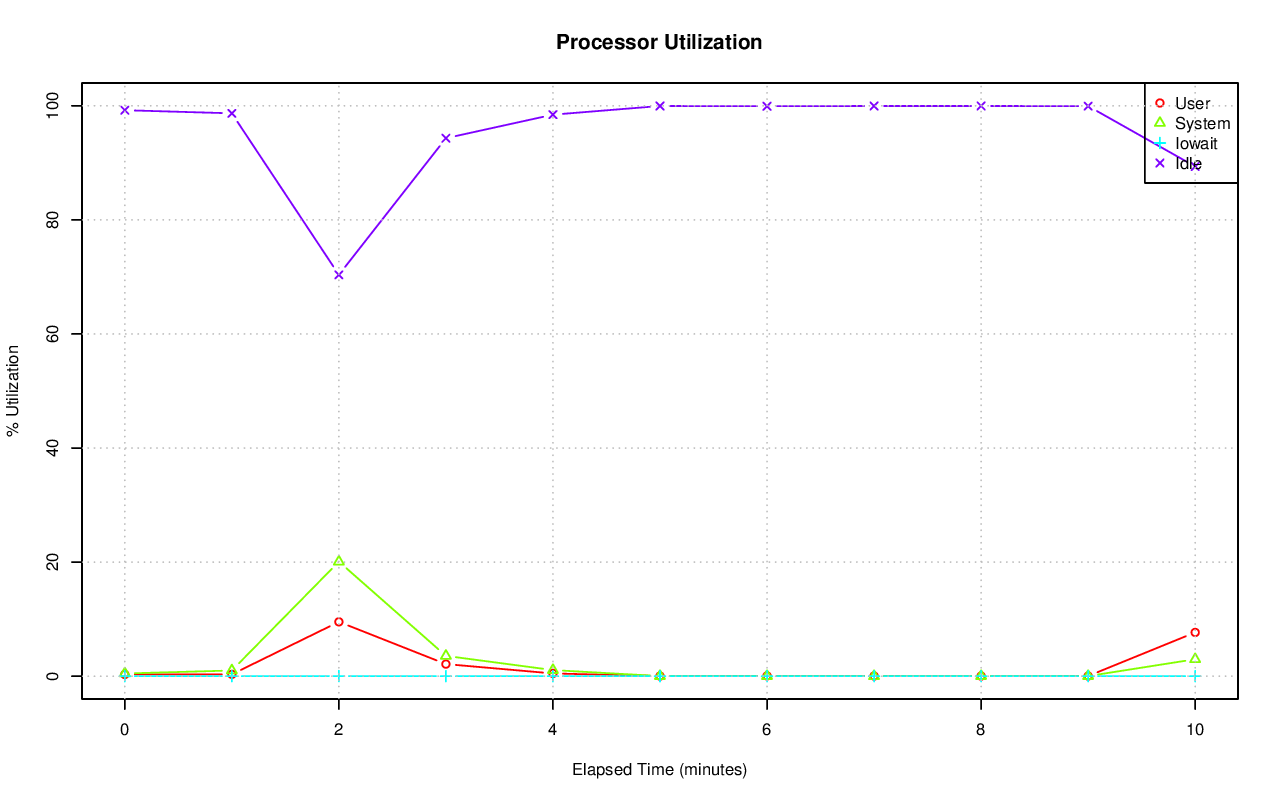 Processor Utilization
% Utilization
100
80
60
40
20
0
User
System
Iowait
Idle
0 2 4 6 8 10
Elapsed Time (minutes)